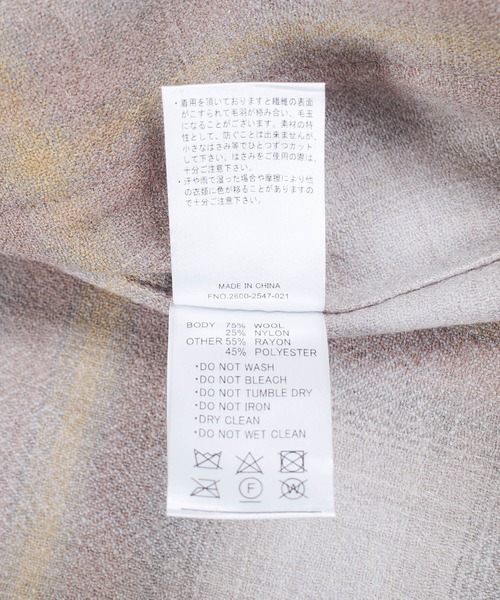 ・着用を頂いておりますと繊維の表面
がこすられて毛羽が絡み合い、毛玉
になることがございます。素材の特
性として、防ぐことは出来ませんが、
小さなはさみ等でひとつずつカット
して下さい。はさみをご使用の際は、
十分ご注意下さい。
・汗や雨で湿った場合や摩擦により他
の衣類に色が移ることがありますの
で十分ご注意下さい。
MADE IN CHINA
FNO.2600-2547-021
BODY 75% WOOL
25% NYLON
OTHER 55% RAYON
45% POLYESTER
・DO NOT WASH
・DO NOT BLEACH
・DO NOT TUMBLE DRY
・DO NOT IRON
・DRY CLEAN
・DO NOT WET CLEAN
F W